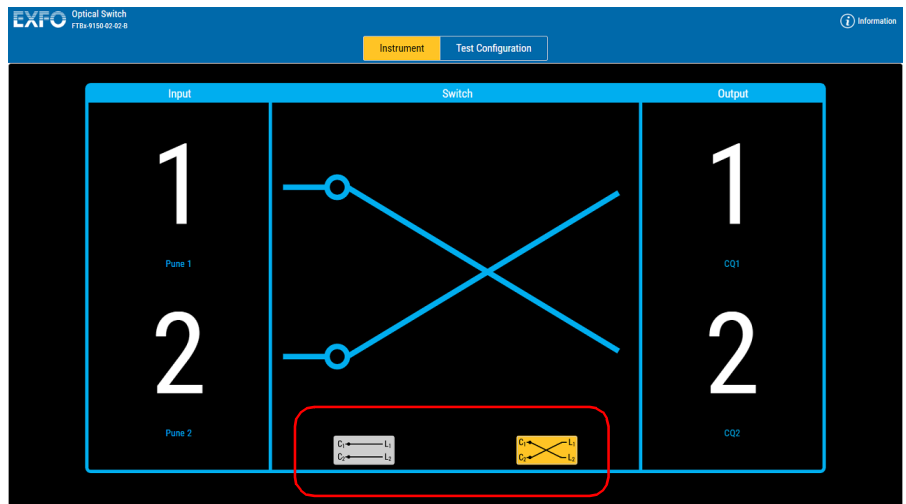 EXFO Optical Switch
FTBx-9150-02-02-B
Information
Instrument Test Configuration
Input Switch Output
1 1
Pune 1 CQ1
2 2
Pune 2 CQ2
C₁ L₁ C₁ L₁
C₂ L₂ C₂ L₂